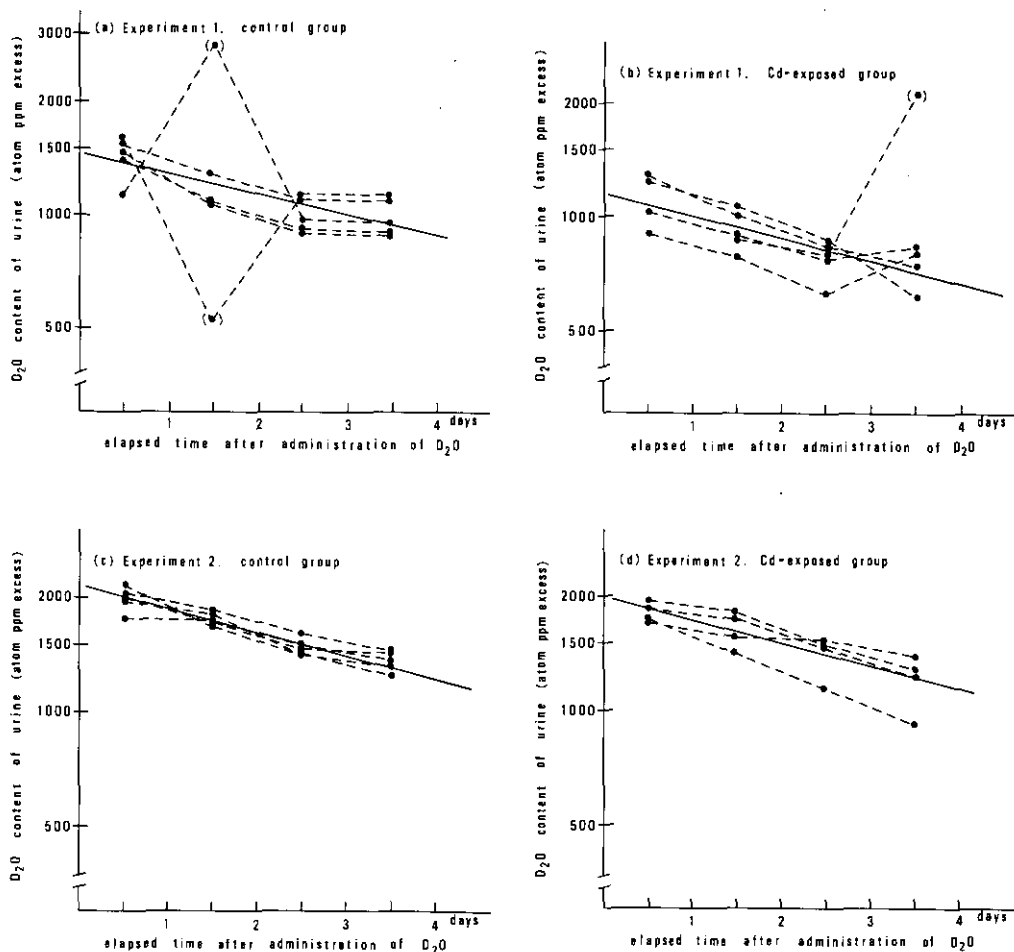 (a) Experiment 1. control group
D₂O content of urine (atom ppm excess)
3000
2000
1500
1000
500
1 2 3 4 days
elapsed time after administration of D₂O
(b) Experiment 1. Cd-exposed group
D₂O content of urine (atom ppm excess)
2000
1500
1000
500
1 2 3 4 days
elapsed time after administration of D₂O
(c) Experiment 2. control group
D₂O content of urine (atom ppm excess)
2000
1500
1000
500
1 2 3 4 days
elapsed time after administration of D₂O
(d) Experiment 2. Cd-exposed group
D₂O content of urine (atom ppm excess)
2000
1500
1000
500
1 2 3 4 days
elapsed time after administration of D₂O